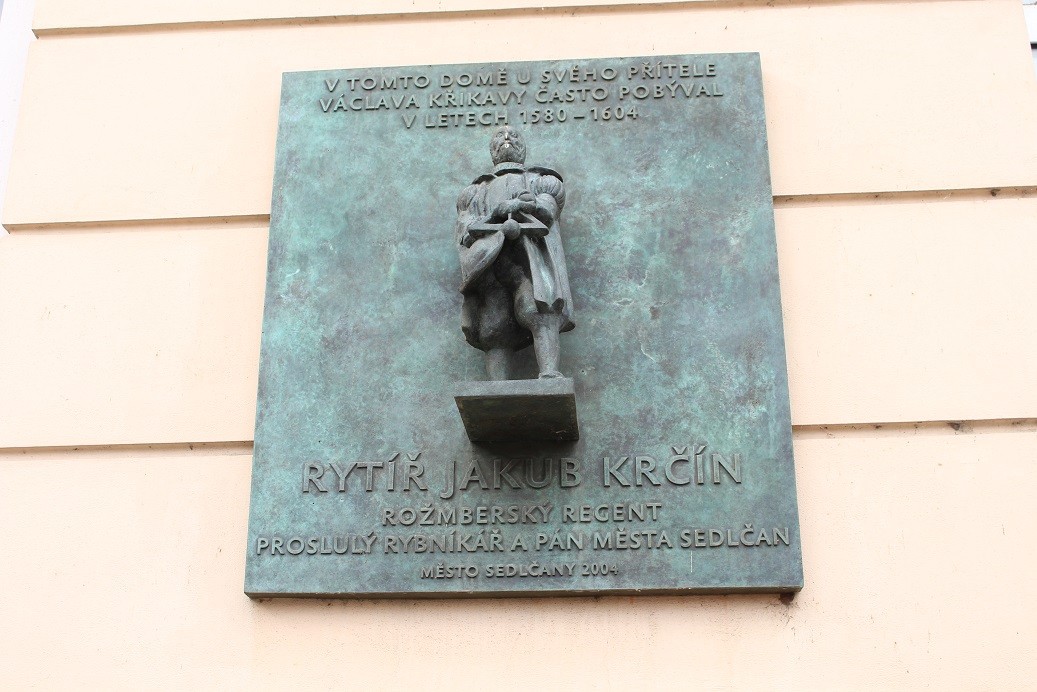 V TOMTO DOMĚ U SVÉHO PŘÍTELE
VÁCLAVA KŘIKAVY ČASTO POBÝVAL
V LETECH 1580–1604
RYTÍŘ JAKUB KRČÍN
ROŽMBERSKÝ REGENT
PROSLULÝ RYBNÍKÁŘ A PÁN MĚSTA SEDLČAN
MĚSTO SEDLČANY 2004